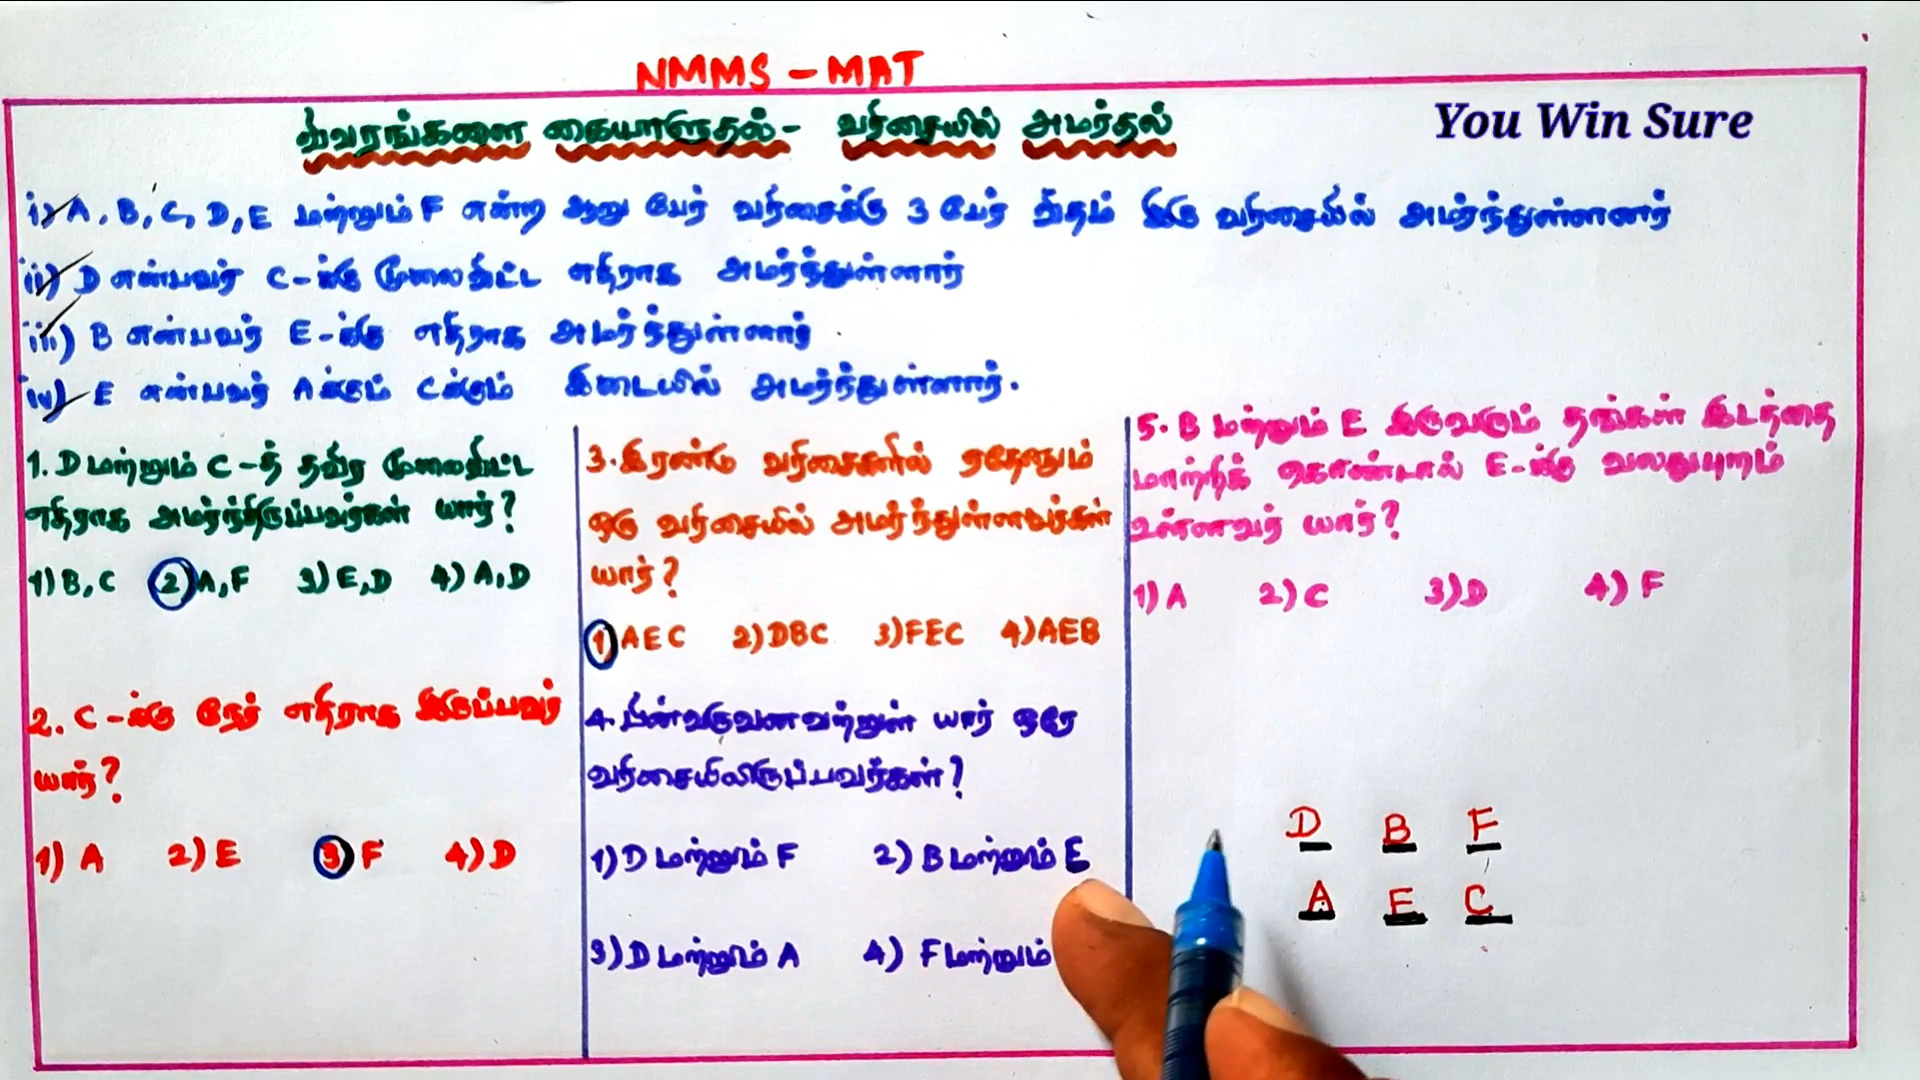 NMMS - MAT
You Win Sure
விவரங்களை கையாளுதல் - வரிசையில் அமர்தல்
i) A, B, C, D, E மற்றும் F என்ற ஆறு பேர் வரிசைக்கு 3 பேர் வீதம் இரு வரிசையில் அமர்ந்துள்ளனர்
ii) D என்பவர் C-க்கு மூலைவிட்ட எதிராக அமர்ந்துள்ளார்
iii) B என்பவர் E-க்கு எதிராக அமர்ந்துள்ளார்
iv) E என்பவர் Aக்கும் Cக்கும் இடையில் அமர்ந்துள்ளார்.
1. D மற்றும் C-த் தவிர மூலைவிட்ட
எதிராக அமர்ந்திருப்பவர்கள் யார்?
1) B, C 2) A, F 3) E, D 4) A, D
2. C-க்கு நேர் எதிராக இருப்பவர்
யார்?
1) A 2) E 3) F 4) D
3. இரண்டு வரிசைகளில் ஏதேனும்
ஒரு வரிசையில் அமர்ந்துள்ளவர்கள்
யார்?
1) AEC 2) DBC 3) FEC 4) AEB
4. பின்வருவனவற்றுள் யார் ஒரே
வரிசையிலிருப்பவர்கள்?
1) D மற்றும் F 2) B மற்றும் E
3) D மற்றும் A 4) F மற்றும்
5. B மற்றும் E இருவரும் தங்கள் இடத்தை
மாற்றிக் கொண்டால் E-க்கு வலதுபுறம்
உள்ளவர் யார்?
1) A 2) C 3) D 4) F
D B F
A E C